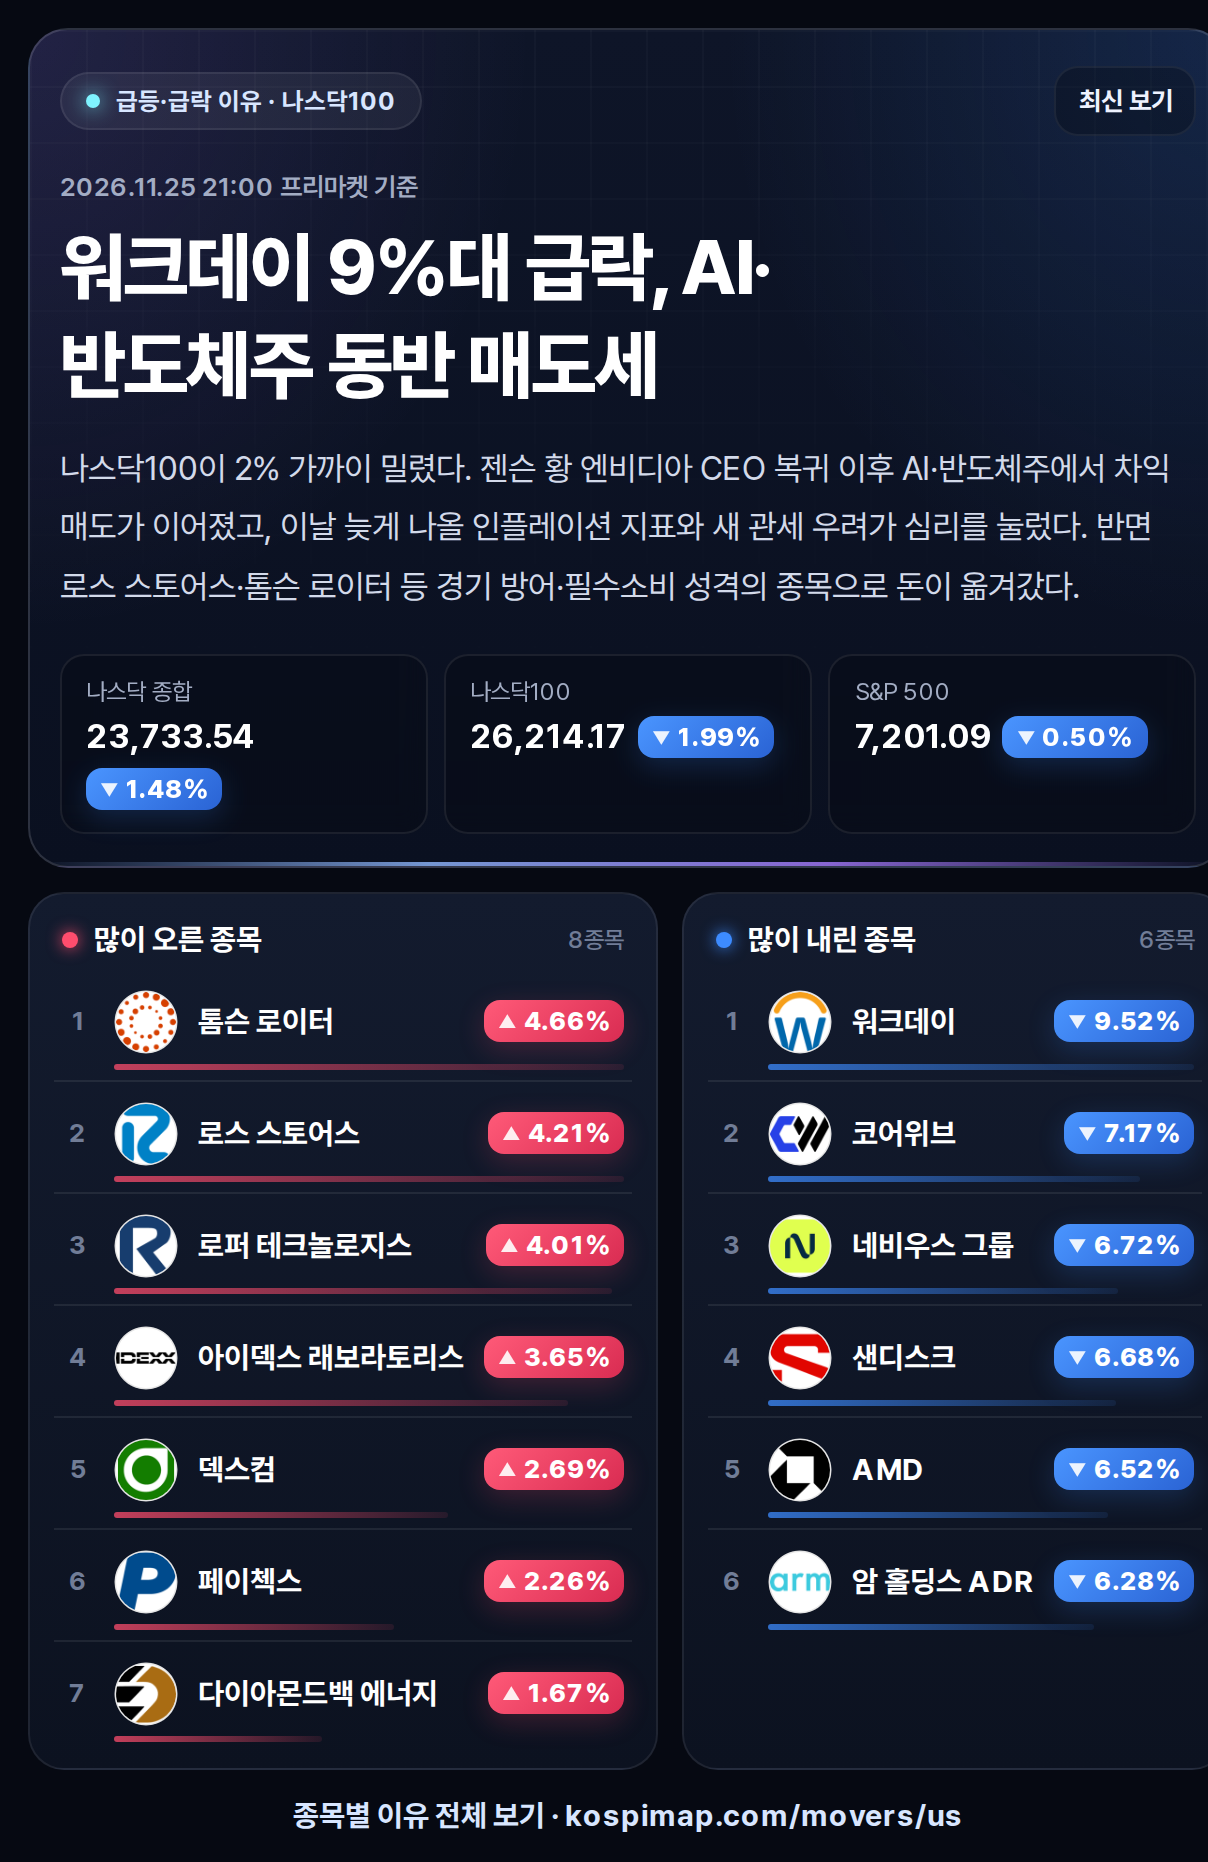 급등·급락 이유 · 나스닥100
최신 보기
2026.11.25 21:00 프리마켓 기준
워크데이 9%대 급락, AI·
반도체주 동반 매도세
나스닥100이 2% 가까이 밀렸다. 젠슨 황 엔비디아 CEO 복귀 이후 AI·반도체주에서 차익
매도가 이어졌고, 이날 늦게 나올 인플레이션 지표와 새 관세 우려가 심리를 눌렀다. 반면
로스 스토어스·톰슨 로이터 등 경기 방어·필수소비 성격의 종목으로 돈이 옮겨갔다.
나스닥 종합
23,733.54
▼ 1.48%
나스닥100
26,214.17 ▼ 1.99%
S&P 500
7,201.09 ▼ 0.50%
많이 오른 종목 8종목
1 톰슨 로이터 ▲ 4.66%
2 로스 스토어스 ▲ 4.21%
3 로퍼 테크놀로지스 ▲ 4.01%
4 IDEXX 아이덱스 래보라토리스 ▲ 3.65%
5 덱스컴 ▲ 2.69%
6 페이첵스 ▲ 2.26%
7 다이아몬드백 에너지 ▲ 1.67%
많이 내린 종목 6종목
1 워크데이 ▼ 9.52%
2 코어위브 ▼ 7.17%
3 네비우스 그룹 ▼ 6.72%
4 샌디스크 ▼ 6.68%
5 AMD ▼ 6.52%
6 arm 암 홀딩스 ADR ▼ 6.28%
종목별 이유 전체 보기 · kospimap.com/movers/us